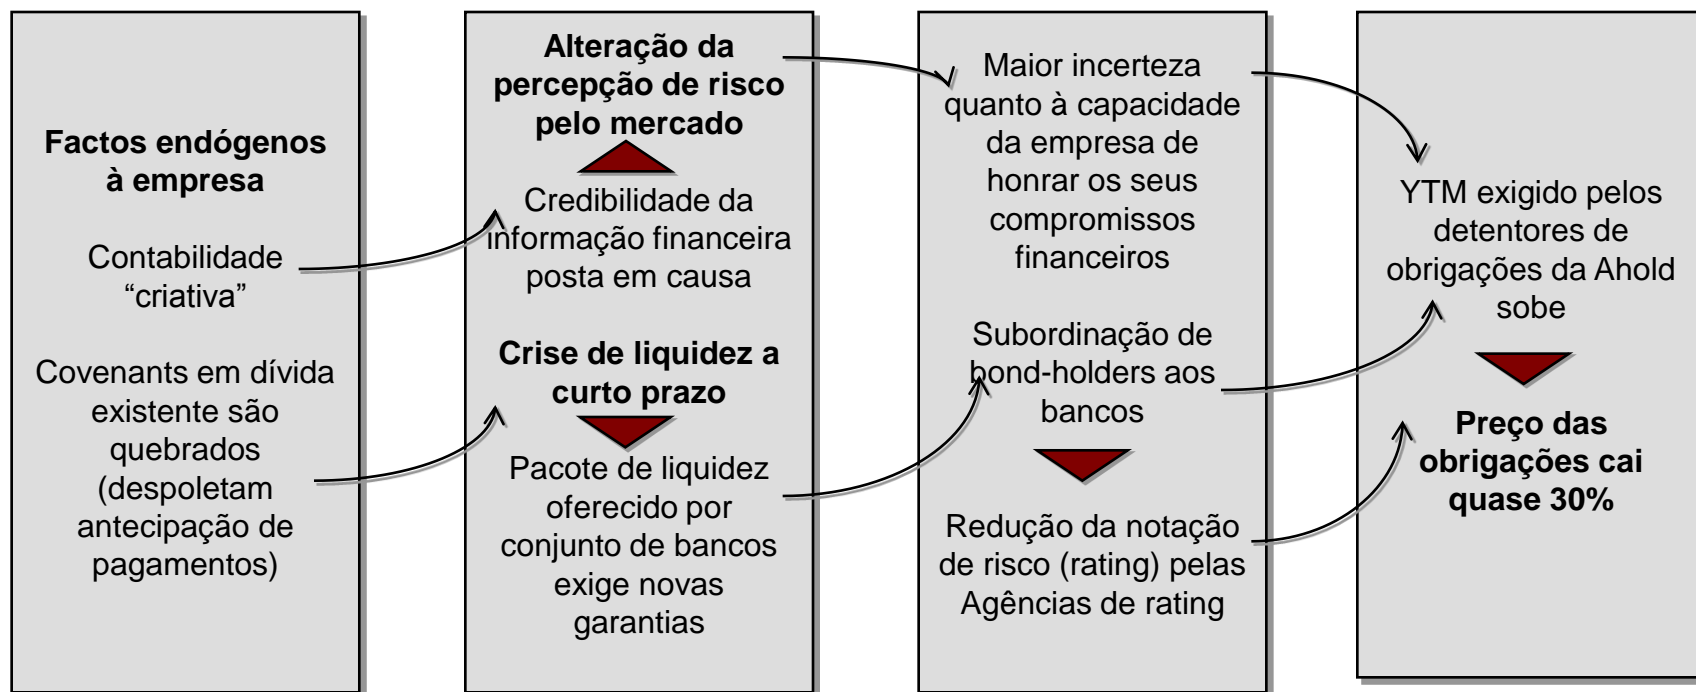 Factos endógenos
à empresa
Contabilidade
“criativa”
Covenants em dívida
existente são
quebrados
(despoletam
antecipação de
pagamentos)
Alteração da
percepção de risco
pelo mercado
Credibilidade da
informação financeira
posta em causa
Crise de liquidez a
curto prazo
Pacote de liquidez
oferecido por
conjunto de bancos
exige novas
garantias
Maior incerteza
quanto à capacidade
da empresa de
honrar os seus
compromissos
financeiros
Subordinação de
bond-holders aos
bancos
Redução da notação
de risco (rating) pelas
Agências de rating
YTM exigido pelos
detentores de
obrigações da Ahold
sobe
Preço das
obrigações cai
quase 30%